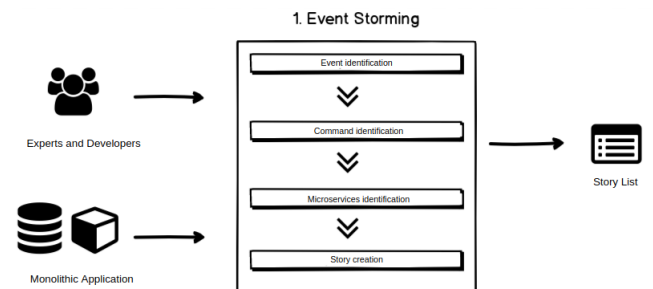 1. Event Storming
Event identification
Experts and Developers
Command identification
Microservices identification
Story List
Story creation
Monolithic Application